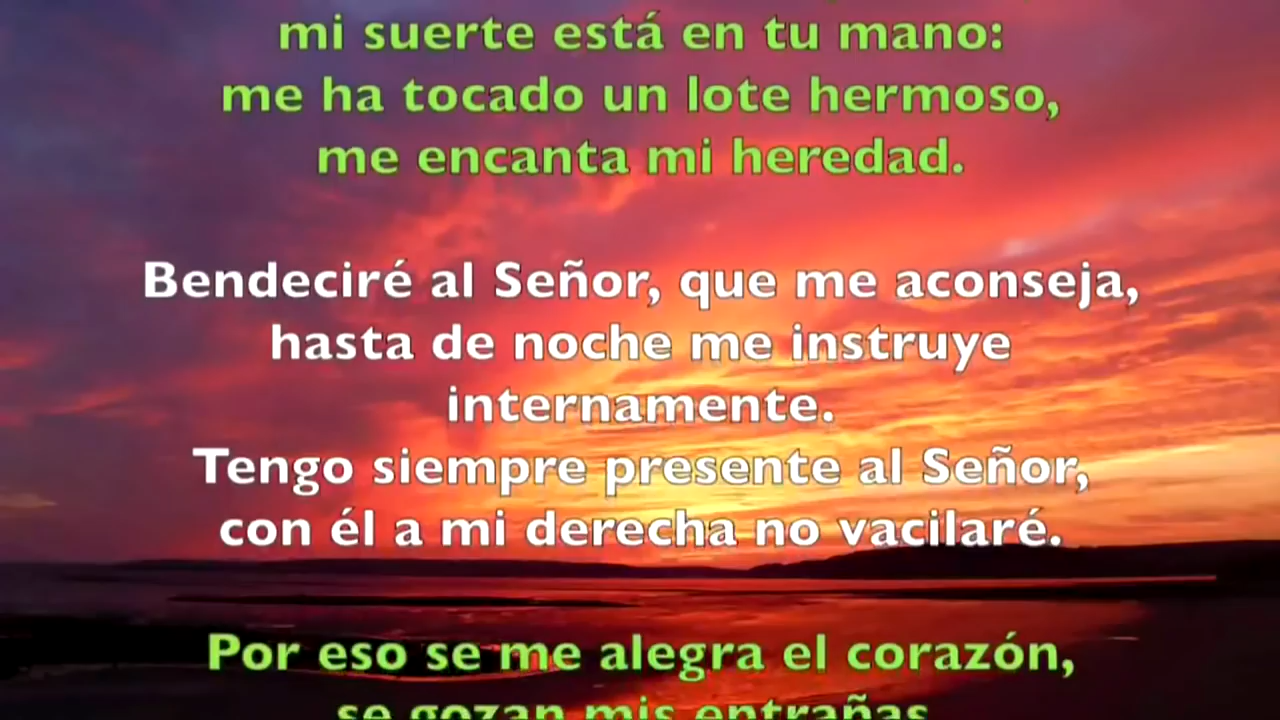 mi suerte está en tu mano:
me ha tocado un lote hermoso,
me encanta mi heredad.
Bendeciré al Señor, que me aconseja,
hasta de noche me instruye
internamente.
Tengo siempre presente al Señor,
con él a mi derecha no vacilaré.
Por eso se me alegra el corazón,
se gozan mis entrañas